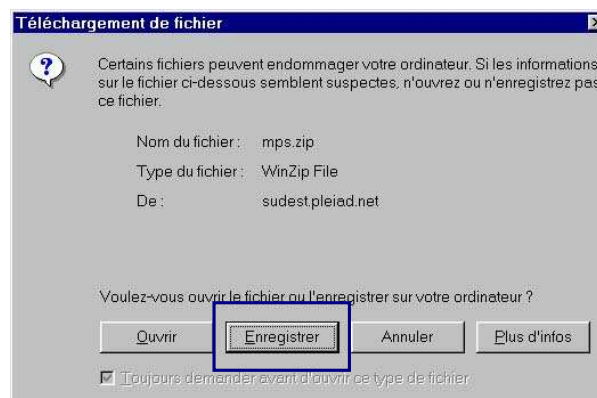 Téléchargement de fichier
?
Certains fichiers peuvent endommager votre ordinateur. Si les informations
sur le fichier ci-dessous semblent suspectes, n'ouvrez ou n'enregistrez pas
ce fichier.
Nom du fichier : mps.zip
Type du fichier : WinZip File
De : sudest.pleiad.net
Voulez-vous ouvrir le fichier ou l'enregistrer sur votre ordinateur ?
Ouvrir Enregistrer Annuler Plus d'infos
Toujours demander avant d'ouvrir ce type de fichier